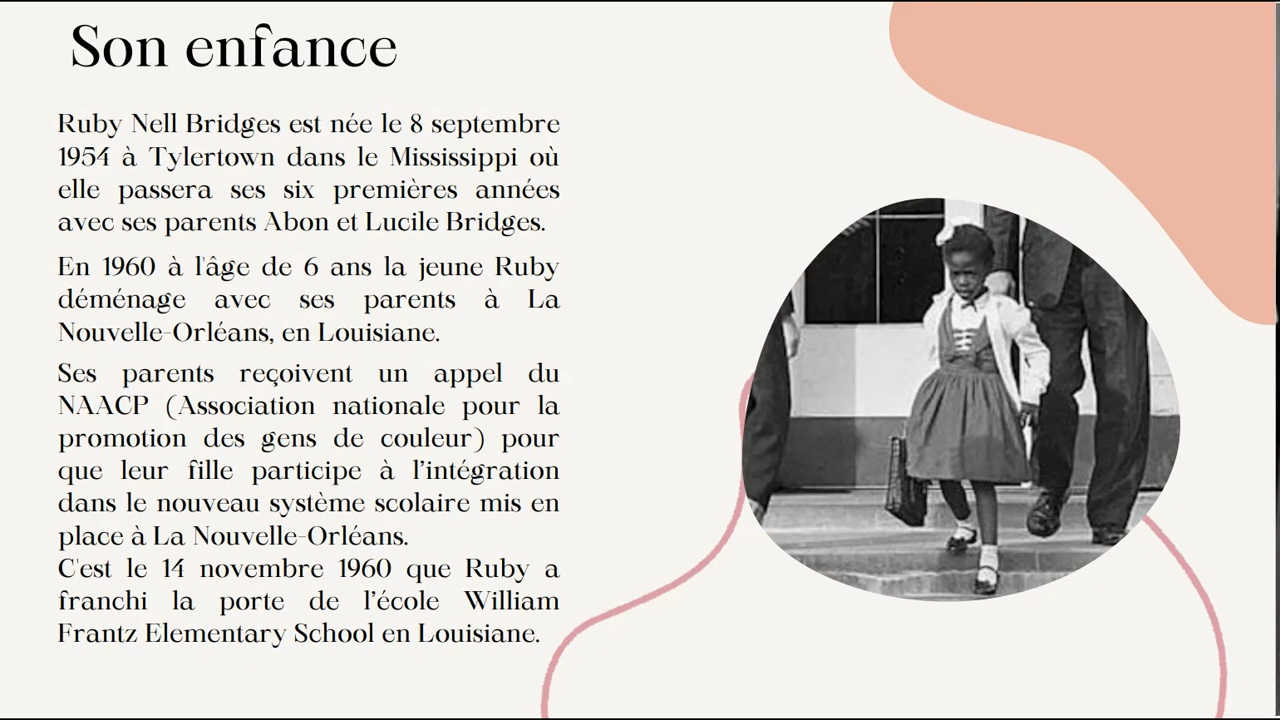 Son enfance
Ruby Nell Bridges est née le 8 septembre
1954 à Tylertown dans le Mississippi où
elle passera ses six premières années
avec ses parents Abon et Lucile Bridges.
En 1960 à l'âge de 6 ans la jeune Ruby
déménage avec ses parents à La
Nouvelle-Orléans, en Louisiane.
Ses parents reçoivent un appel du
NAACP (Association nationale pour la
promotion des gens de couleur) pour
que leur fille participe à l'intégration
dans le nouveau système scolaire mis en
place à La Nouvelle-Orléans.
C'est le 14 novembre 1960 que Ruby a
franchi la porte de l'école William
Frantz Elementary School en Louisiane.